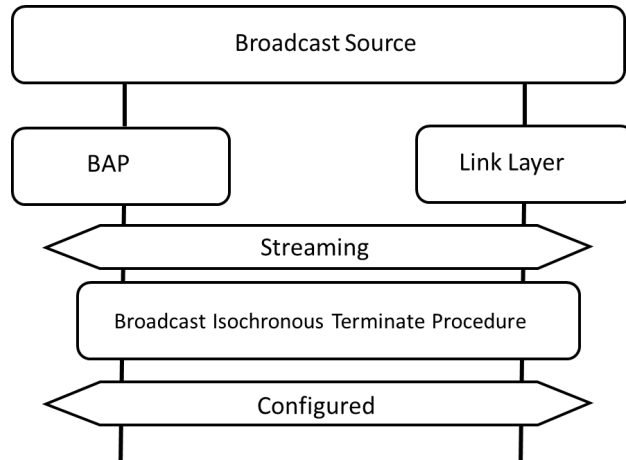 Broadcast Source
BAP
Link Layer
Streaming
Broadcast Isochronous Terminate Procedure
Configured